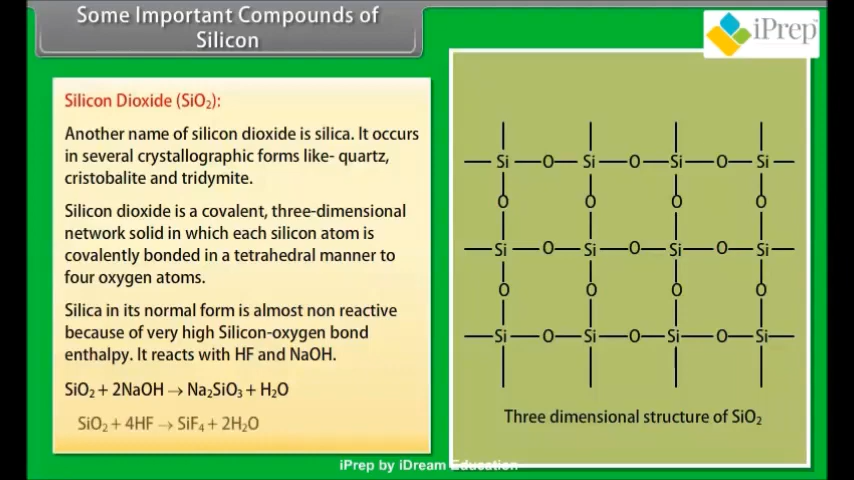 Some Important Compounds of
Silicon
iPrep
Silicon Dioxide (SiO₂):
Another name of silicon dioxide is silica. It occurs
in several crystallographic forms like- quartz,
cristobalite and tridymite.
Silicon dioxide is a covalent, three-dimensional
network solid in which each silicon atom is
covalently bonded in a tetrahedral manner to
four oxygen atoms.
Silica in its normal form is almost non reactive
because of very high Silicon-oxygen bond
enthalpy. It reacts with HF and NaOH.
SiO₂ + 2NaOH → Na₂SiO₃ + H₂O
SiO₂ + 4HF → SiF₄ + 2H₂O
Si O Si O Si O Si
O O O O
Si O Si O Si O Si
O O O O
Si O Si O Si O Si
Three dimensional structure of SiO₂
iPrep by iDream Education